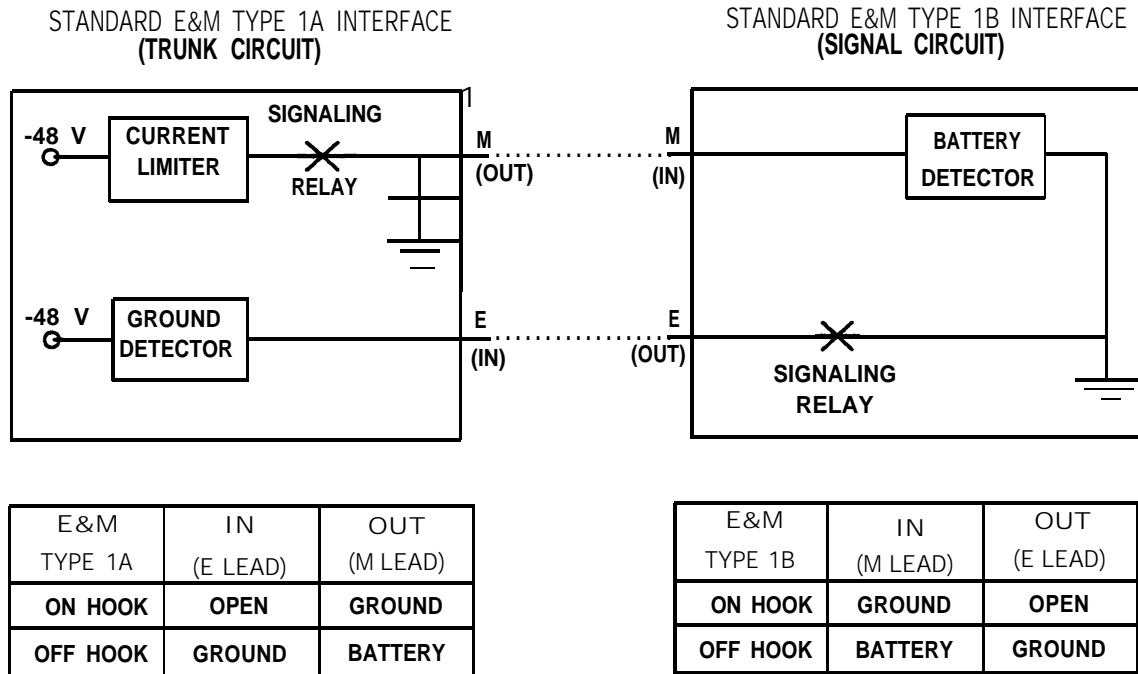 STANDARD E&M TYPE 1A INTERFACE
(TRUNK CIRCUIT)
STANDARD E&M TYPE 1B INTERFACE
(SIGNAL CIRCUIT)
-48 V
CURRENT
LIMITER
SIGNALING
RELAY
M
(OUT)
-48 V
GROUND
DETECTOR
E
(IN)
M
(IN)
BATTERY
DETECTOR
E
(OUT)
SIGNALING
RELAY
E&M TYPE 1A IN (E LEAD) OUT (M LEAD)
ON HOOK OPEN GROUND
OFF HOOK GROUND BATTERY
E&M TYPE 1B IN (M LEAD) OUT (E LEAD)
ON HOOK GROUND OPEN
OFF HOOK BATTERY GROUND